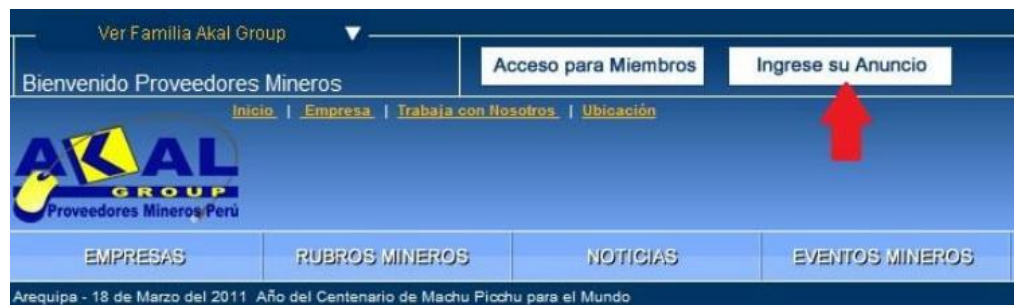 Ver Familia Akal Group
Acceso para Miembros
Ingrese su Anuncio
Bienvenido Proveedores Mineros
Inicio | Empresa | Trabaja con Nosotros | Ubicación
AKAL
GROUP
Proveedores Mineros Perú
EMPRESAS
RUBROS MINEROS
NOTICIAS
EVENTOS MINEROS
Arequipa - 18 de Marzo del 2011 Año del Centenario de Machu Picchu para el Mundo